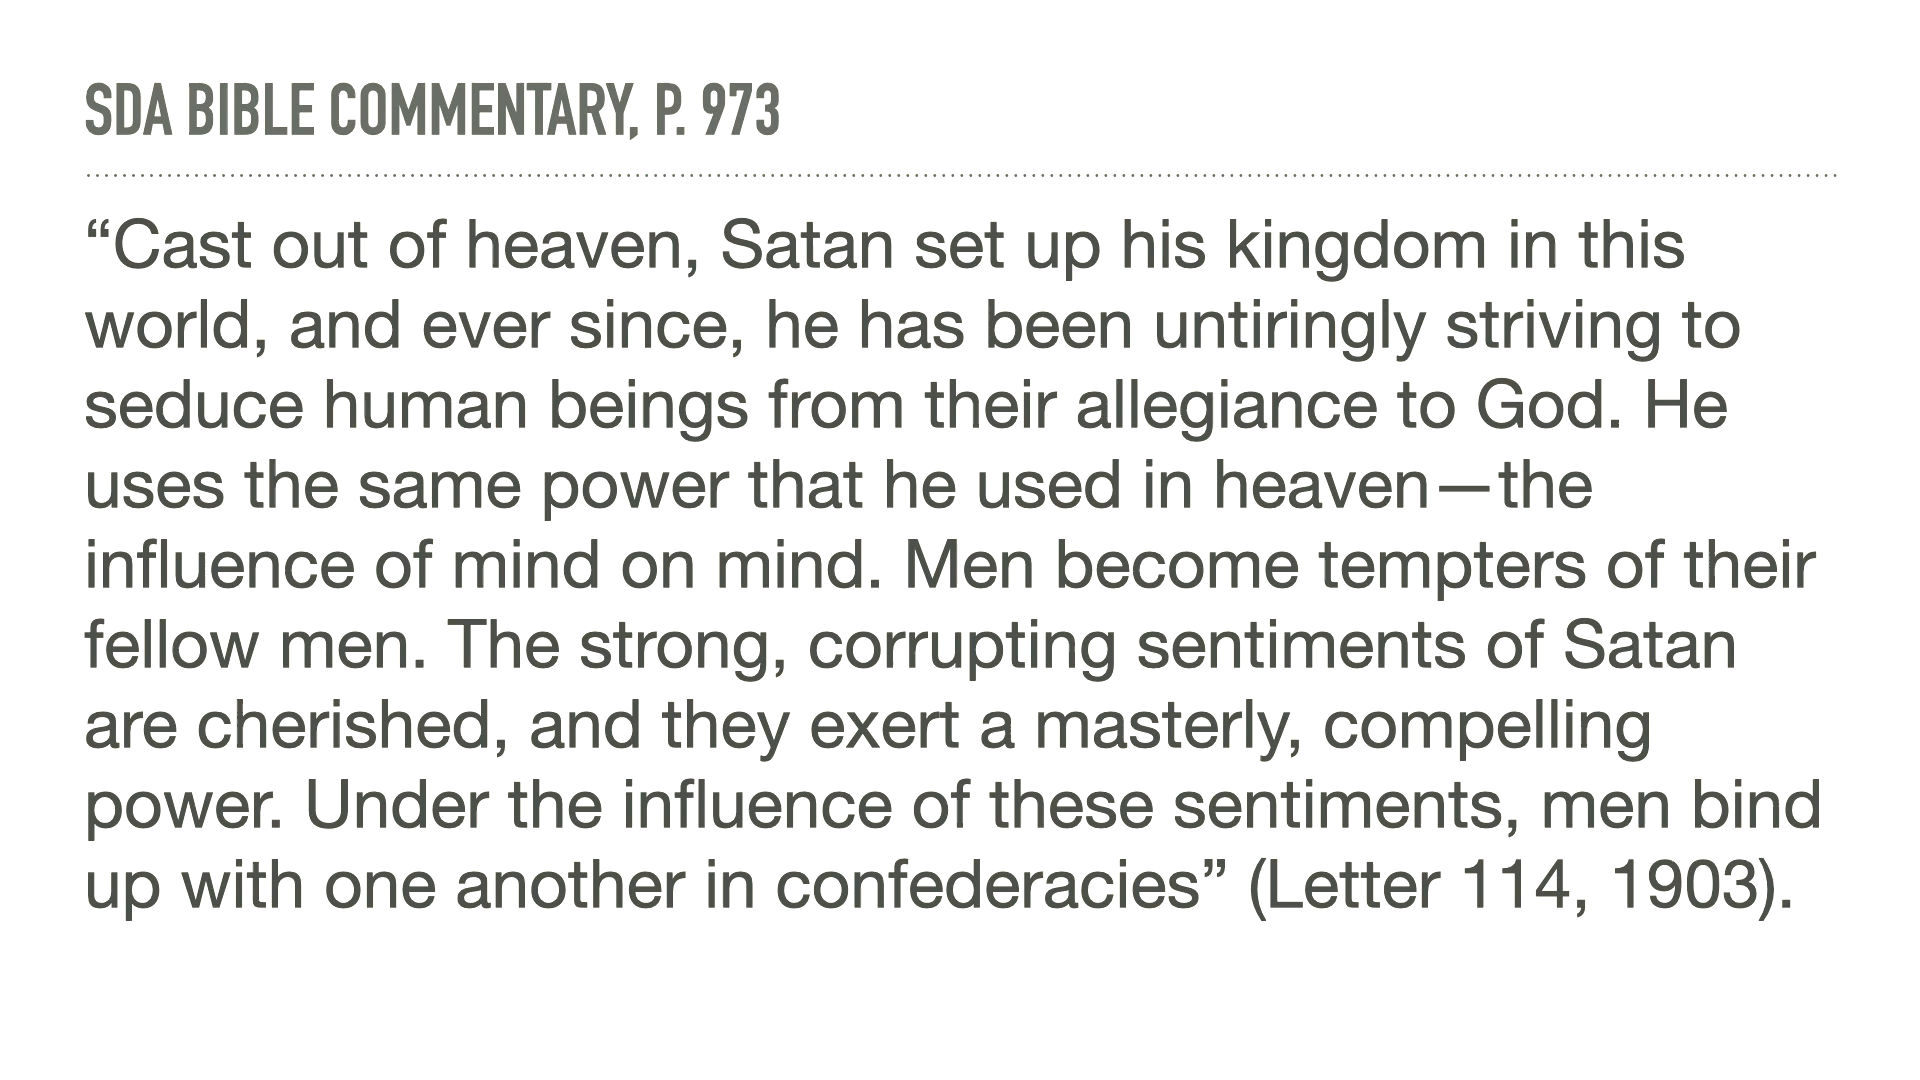 SDA BIBLE COMMENTARY, P. 973
“Cast out of heaven, Satan set up his kingdom in this
world, and ever since, he has been untiringly striving to
seduce human beings from their allegiance to God. He
uses the same power that he used in heaven—the
influence of mind on mind. Men become tempters of their
fellow men. The strong, corrupting sentiments of Satan
are cherished, and they exert a masterly, compelling
power. Under the influence of these sentiments, men bind
up with one another in confederacies” (Letter 114, 1903).